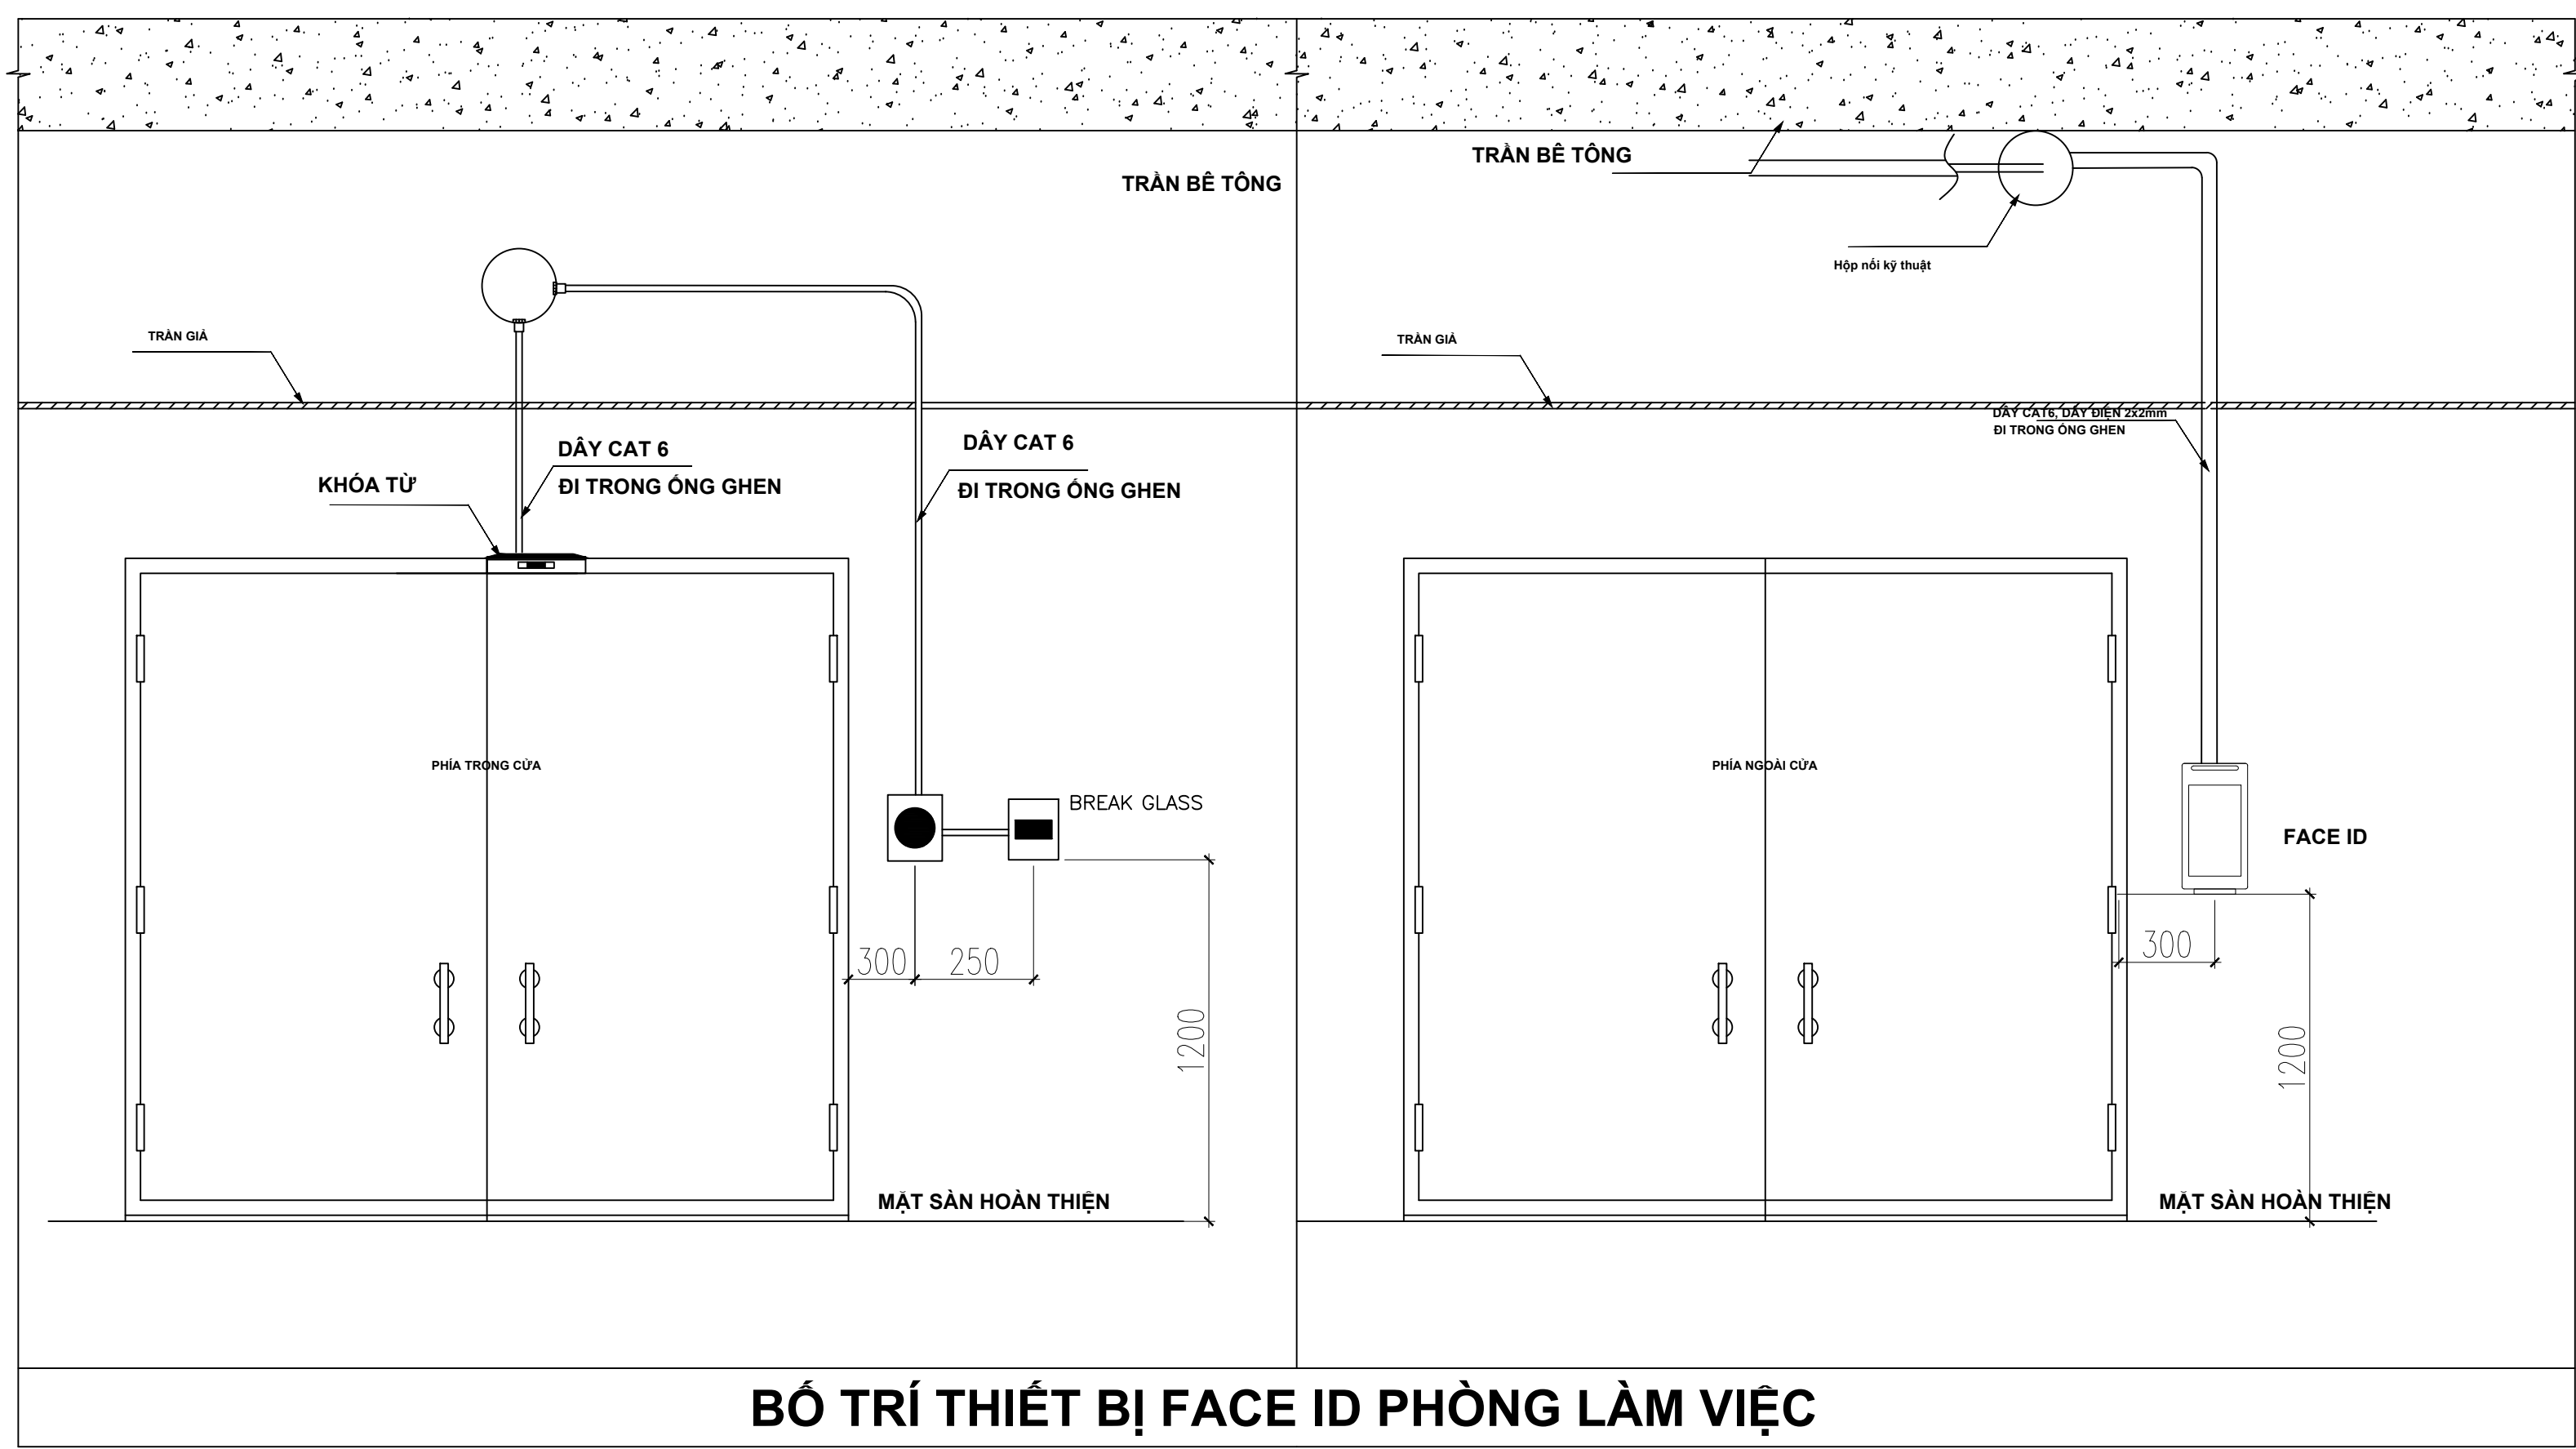 TRẦN BÊ TÔNG
TRẦN GIẢ
DÂY CAT 6
ĐI TRONG ỐNG GHEN
DÂY CAT 6
ĐI TRONG ỐNG GHEN
KHÓA TỪ
PHÍA TRONG CỬA
BREAK GLASS
300
250
1200
MẶT SÀN HOÀN THIỆN
TRẦN BÊ TÔNG
Hộp nối kỹ thuật
TRẦN GIẢ
DÂY CAT6, DÂY ĐIỆN 2x2mm
ĐI TRONG ỐNG GHEN
PHÍA NGOÀI CỬA
FACE ID
300
1200
MẶT SÀN HOÀN THIỆN
BỐ TRÍ THIẾT BỊ FACE ID PHÒNG LÀM VIỆC